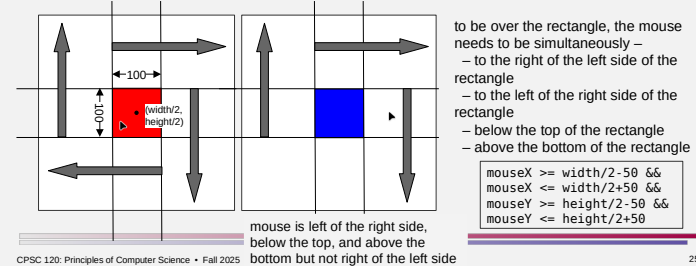 100
100
(width/2,
height/2)
to be over the rectangle, the mouse
needs to be simultaneously –
– to the right of the left side of the
rectangle
– to the left of the right side of the
rectangle
– below the top of the rectangle
– above the bottom of the rectangle
mouseX >= width/2-50 &&
mouseX <= width/2+50 &&
mouseY >= height/2-50 &&
mouseY <= height/2+50
mouse is left of the right side,
below the top, and above the
bottom but not right of the left side
CPSC 120: Principles of Computer Science • Fall 2025